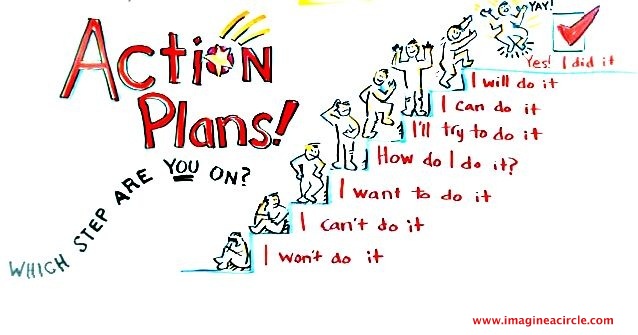 Action
Plans!
WHICH STEP ARE YOU ON?
YAY!
Yes! I did it
I will do it
I can do it
I'll try to do it
How do I do it?
I want to do it
I can't do it
I won't do it
www.imagineacircle.com